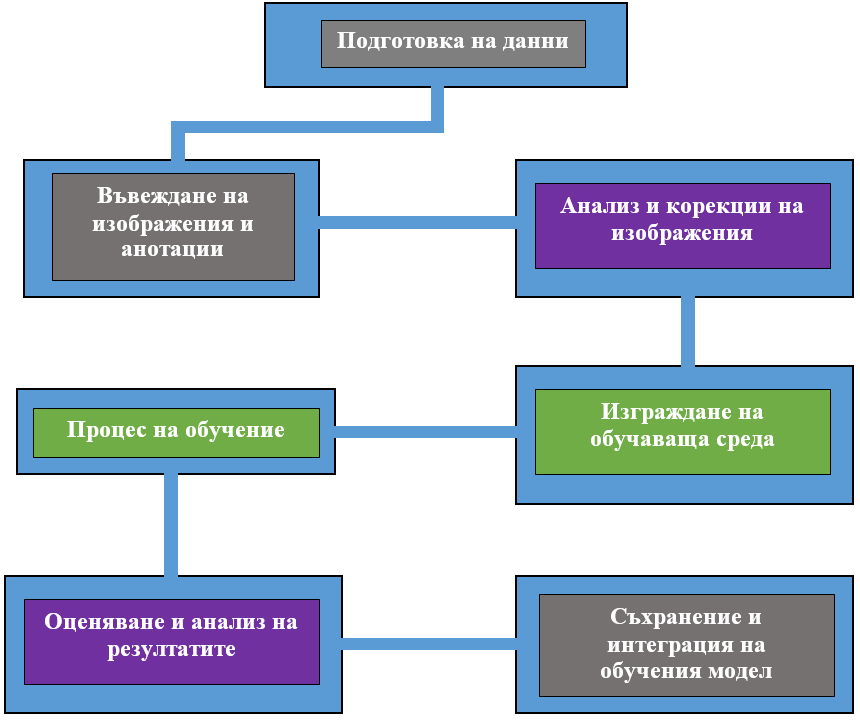 Подготовка на данни
Въвеждане на
изображения и
анотации
Анализ и корекции на
изображения
Изграждане на
обучаваща среда
Процес на обучение
Оценяване и анализ на
резултатите
Съхранение и
интеграция на
обучения модел